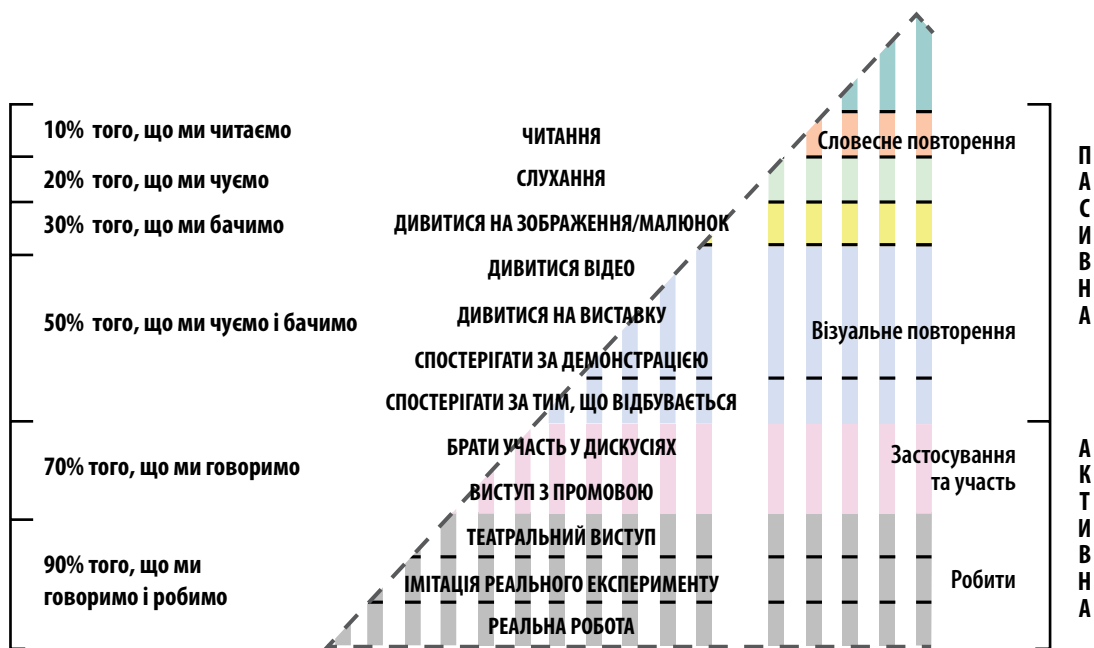 10% того, що ми читаємо
ЧИТАННЯ
Словесне повторення
20% того, що ми чуємо
СЛУХАННЯ
30% того, що ми бачимо
ДИВИТИСЯ НА ЗОБРАЖЕННЯ/МАЛЮНОК
ДИВИТИСЯ ВІДЕО
50% того, що ми чуємо і бачимо
ДИВИТИСЯ НА ВИСТАВКУ
Візуальне повторення
СПОСТЕРІГАТИ ЗА ДЕМОНСТРАЦІЄЮ
СПОСТЕРІГАТИ ЗА ТИМ, ЩО ВІДБУВАЄТЬСЯ
ПАСИВНА
70% того, що ми говоримо
БРАТИ УЧАСТЬ У ДИСКУСІЯХ
ВИСТУП З ПРОМОВОЮ
Застосування
та участь
90% того, що ми
говоримо і робимо
ТЕАТРАЛЬНИЙ ВИСТУП
ІМІТАЦІЯ РЕАЛЬНОГО ЕКСПЕРИМЕНТУ
РЕАЛЬНА РОБОТА
Робити
АКТИВНА